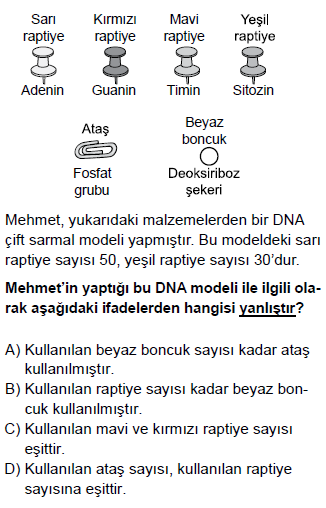 Sarı raptiye Kırmızı raptiye Mavi raptiye Yeşil raptiye
Adenin Guanin Timin Sitozin
Ataş Beyaz boncuk
Fosfat grubu Deoksiriboz şekeri
Mehmet, yukarıdaki malzemelerden bir DNA
çift sarmal modeli yapmıştır. Bu modeldeki sarı
raptiye sayısı 50, yeşil raptiye sayısı 30’dur.
Mehmet’in yaptığı bu DNA modeli ile ilgili ola-
rak aşağıdaki ifadelerden hangisi yanlıştır?
A) Kullanılan beyaz boncuk sayısı kadar ataş
kullanılmıştır.
B) Kullanılan raptiye sayısı kadar beyaz bon-
cuk kullanılmıştır.
C) Kullanılan mavi ve kırmızı raptiye sayısı
eşittir.
D) Kullanılan ataş sayısı, kullanılan raptiye
sayısına eşittir.